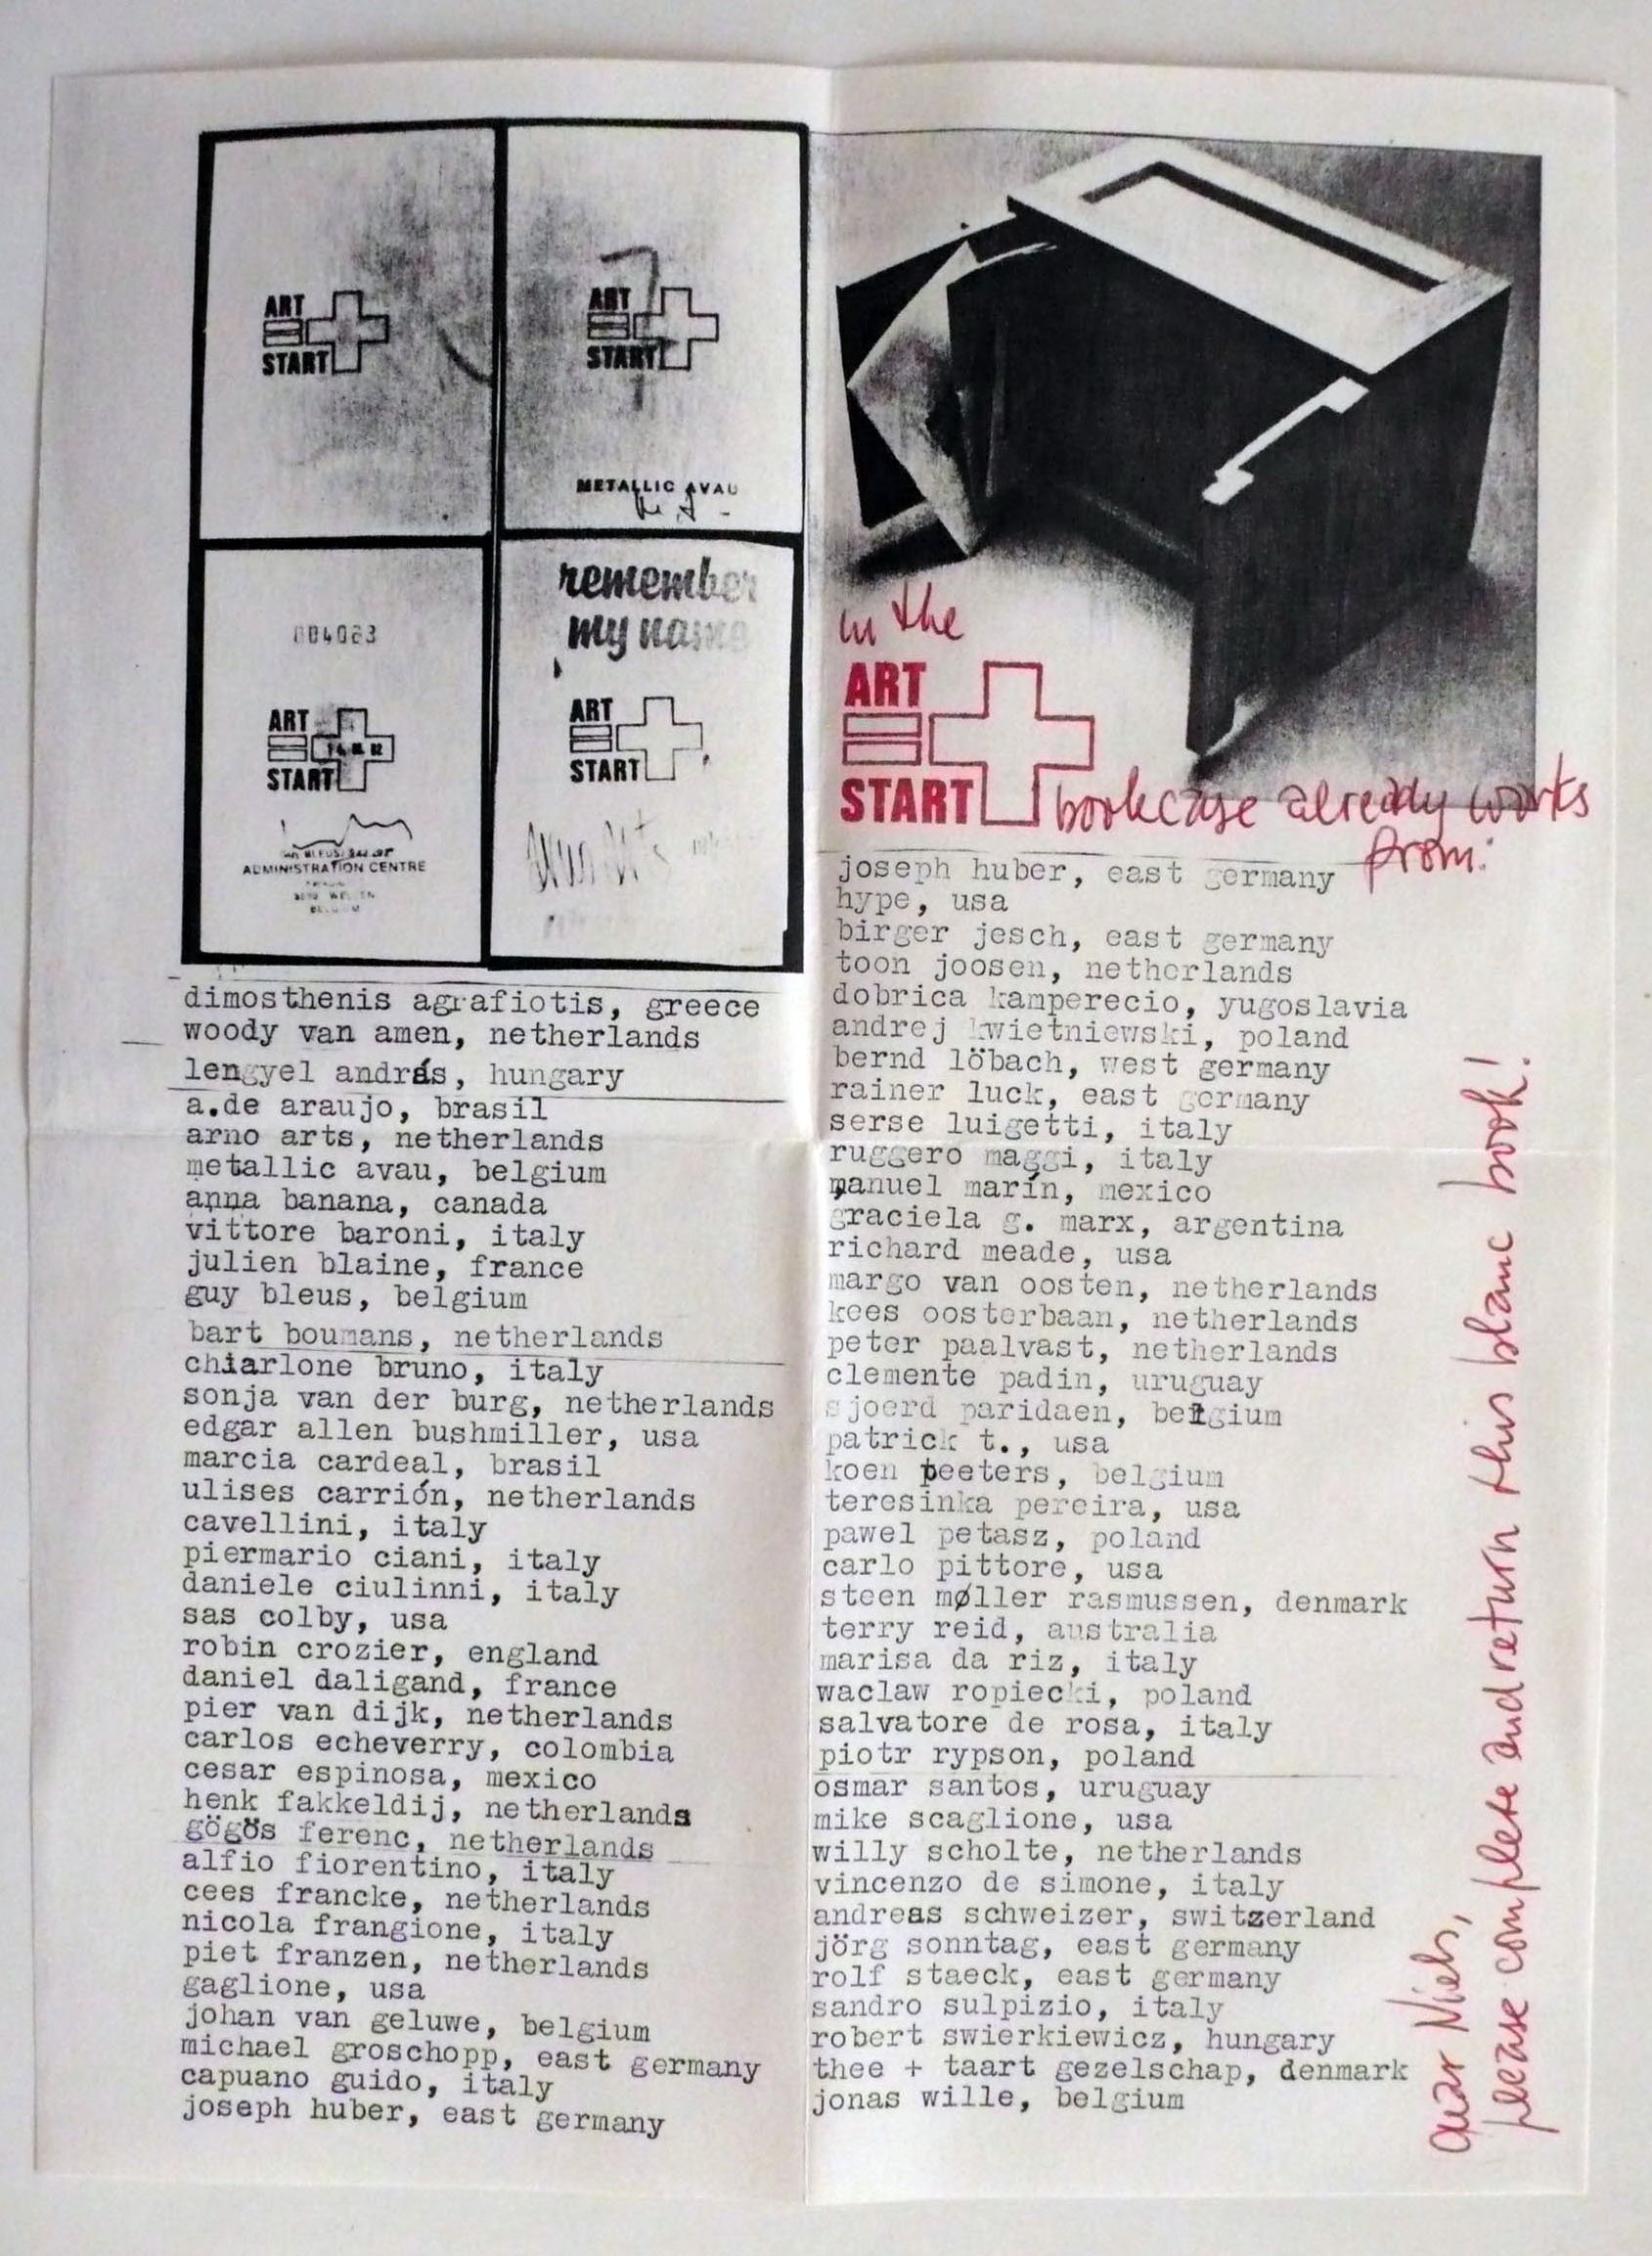 ART
=
START
ART
=
START
METALLIC AVAU
004063
ART
=
START
ADMINISTRATION CENTRE
remember
my name
ART
=
START
dimosthenis agrafiotis, greece
woody van amen, netherlands
lengyel andrás, hungary
a.de araujo, brasil
arno arts, netherlands
metallic avau, belgium
anna banana, canada
vittore baroni, italy
julien blaine, france
guy bleus, belgium
bart boumans, netherlands
chiarlone bruno, italy
sonja van der burg, netherlands
edgar allen bushmiller, usa
marcia cardeal, brasil
ulises carrión, netherlands
cavellini, italy
piermario ciani, italy
daniele ciulinni, italy
sas colby, usa
robin crozier, england
daniel daligand, france
pier van dijk, netherlands
carlos echeverry, colombia
cesar espinosa, mexico
henk fakkeldij, netherlands
gögös ferenc, netherlands
alfio fiorentino, italy
cees francke, netherlands
nicola frangione, italy
piet franzen, netherlands
gaglione, usa
johan van geluwe, belgium
michael groschopp, east germany
capuano guido, italy
joseph huber, east germany
in the
ART
=
START
bookcase already works
from:
joseph huber, east germany
hype, usa
birger jesch, east germany
toon joosen, netherlands
dobrica kamperecio, yugoslavia
andrej kwietniewski, poland
bernd löbach, west germany
rainer luck, east germany
serse luigetti, italy
ruggero maggi, italy
manuel marín, mexico
graciela g. marx, argentina
richard meade, usa
margo van oosten, netherlands
kees oosterbaan, netherlands
peter paalvast, netherlands
clemente padin, uruguay
sjoerd paridaen, belgium
patrick t., usa
koen peeters, belgium
teresinka pereira, usa
pawel petasz, poland
carlo pittore, usa
steen møller rasmussen, denmark
terry reid, australia
marisa da riz, italy
waclaw ropiecki, poland
salvatore de rosa, italy
piotr rypson, poland
osmar santos, uruguay
mike scaglione, usa
willy scholte, netherlands
vincenzo de simone, italy
andreas schweizer, switzerland
jörg sonntag, east germany
rolf staeck, east germany
sandro sulpizio, italy
robert swierkiewicz, hungary
thee + taart gezelschap, denmark
jonas wille, belgium
dear Niels,
please complete and return this blanc book!